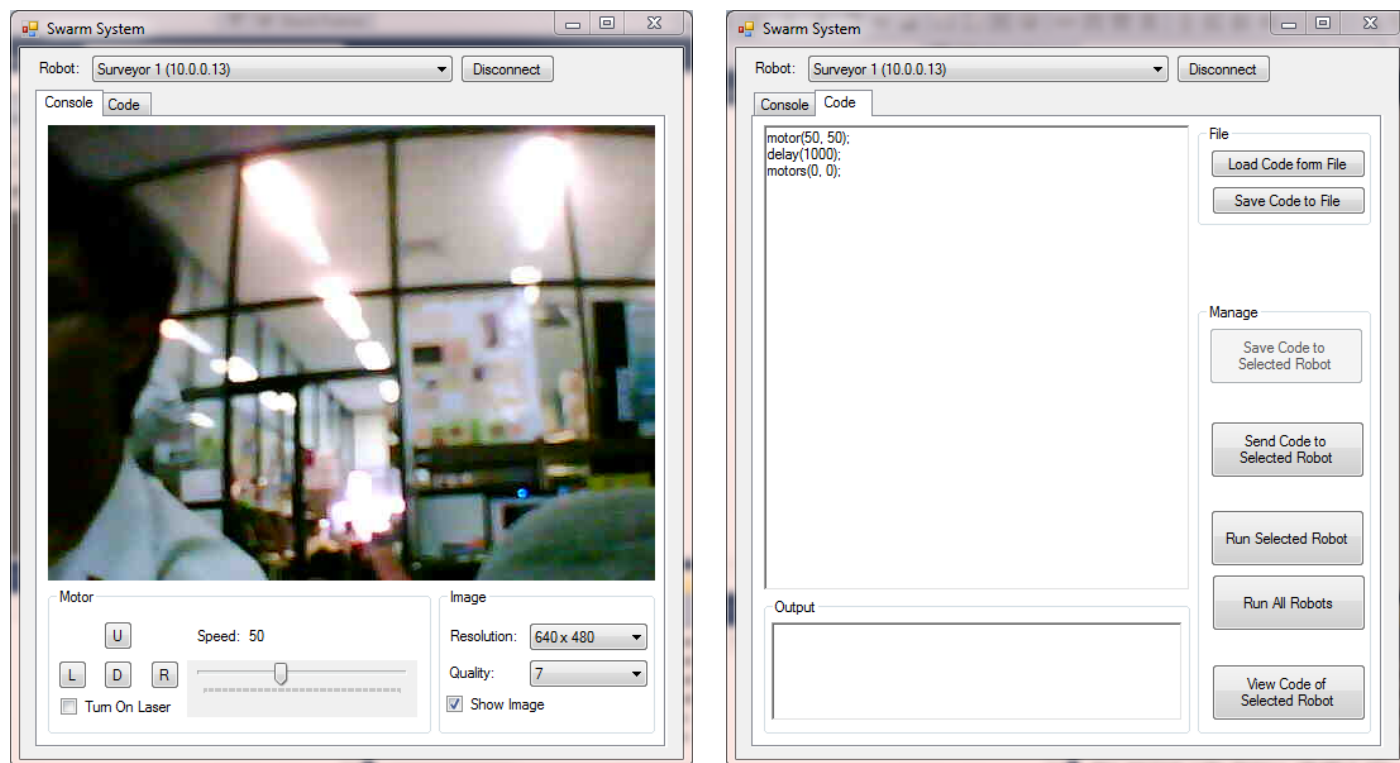 Swarm System
Robot: Surveyor 1 (10.0.0.13) Disconnect
Console Code
Motor
U Speed: 50
L D R
Turn On Laser
Image
Resolution: 640 x 480
Quality: 7
Show Image
Swarm System
Robot: Surveyor 1 (10.0.0.13) Disconnect
Console Code
motor(50, 50);
delay(1000);
motors(0, 0);
Output
File
Load Code form File
Save Code to File
Manage
Save Code to
Selected Robot
Send Code to
Selected Robot
Run Selected Robot
Run All Robots
View Code of
Selected Robot